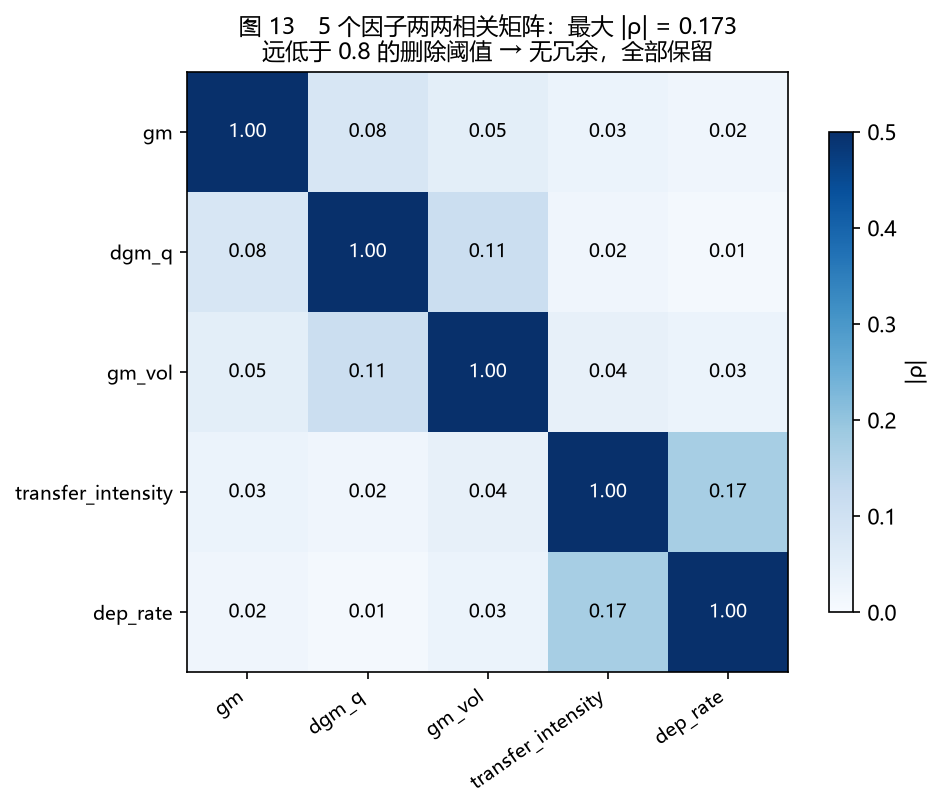 图 13　5 个因子两两相关矩阵：最大 |ρ| = 0.173
远低于 0.8 的删除阈值 → 无冗余，全部保留
gm 1.00 0.08 0.05 0.03 0.02
dgm_q 0.08 1.00 0.11 0.02 0.01
gm_vol 0.05 0.11 1.00 0.04 0.03
transfer_intensity 0.03 0.02 0.04 1.00 0.17
dep_rate 0.02 0.01 0.03 0.17 1.00
gm dgm_q gm_vol transfer_intensity dep_rate
0.5
0.4
0.3
0.2
0.1
0.0
|ρ|